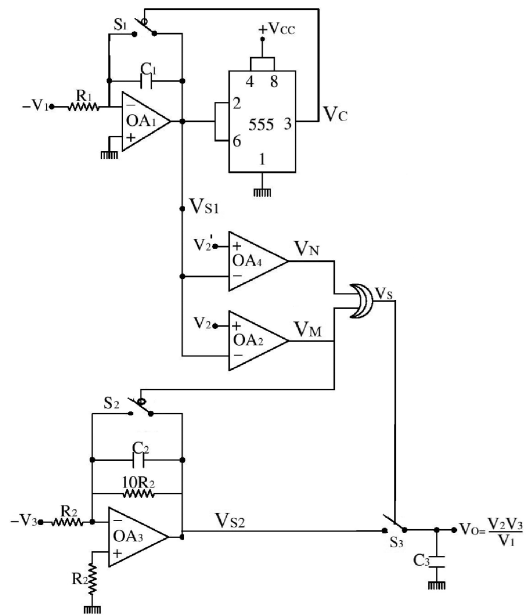 S1
+VCC
C1
4 8
−V1 R1
− OA1 +
2 555 3 VC
6
1
VS1
V2' + OA4 − VN
VS
V2 + OA2 − VM
S2
C2
10R2
−V3 R2
− OA3 +
VS2
S3
VO= V2V3
V1
R2
C3